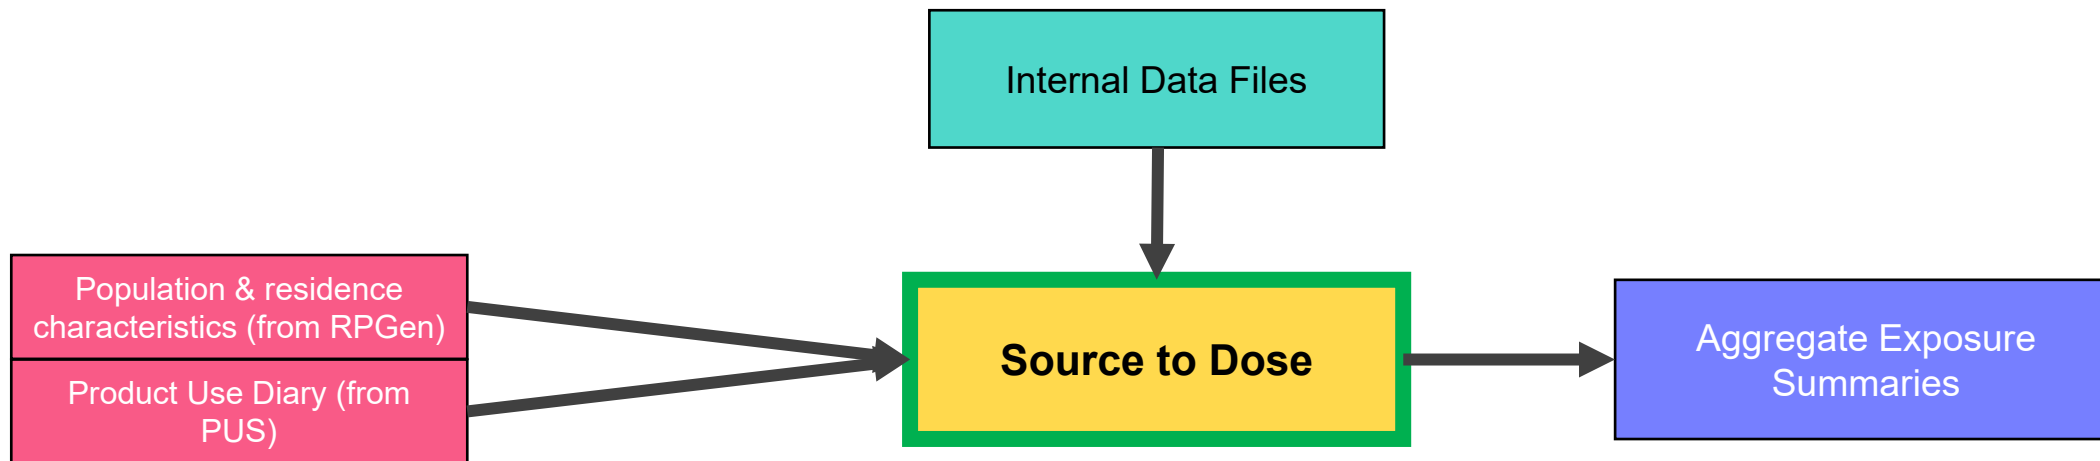 Internal Data Files
Population & residence
characteristics (from RPGen)
Product Use Diary (from
PUS)
Source to Dose
Aggregate Exposure
Summaries